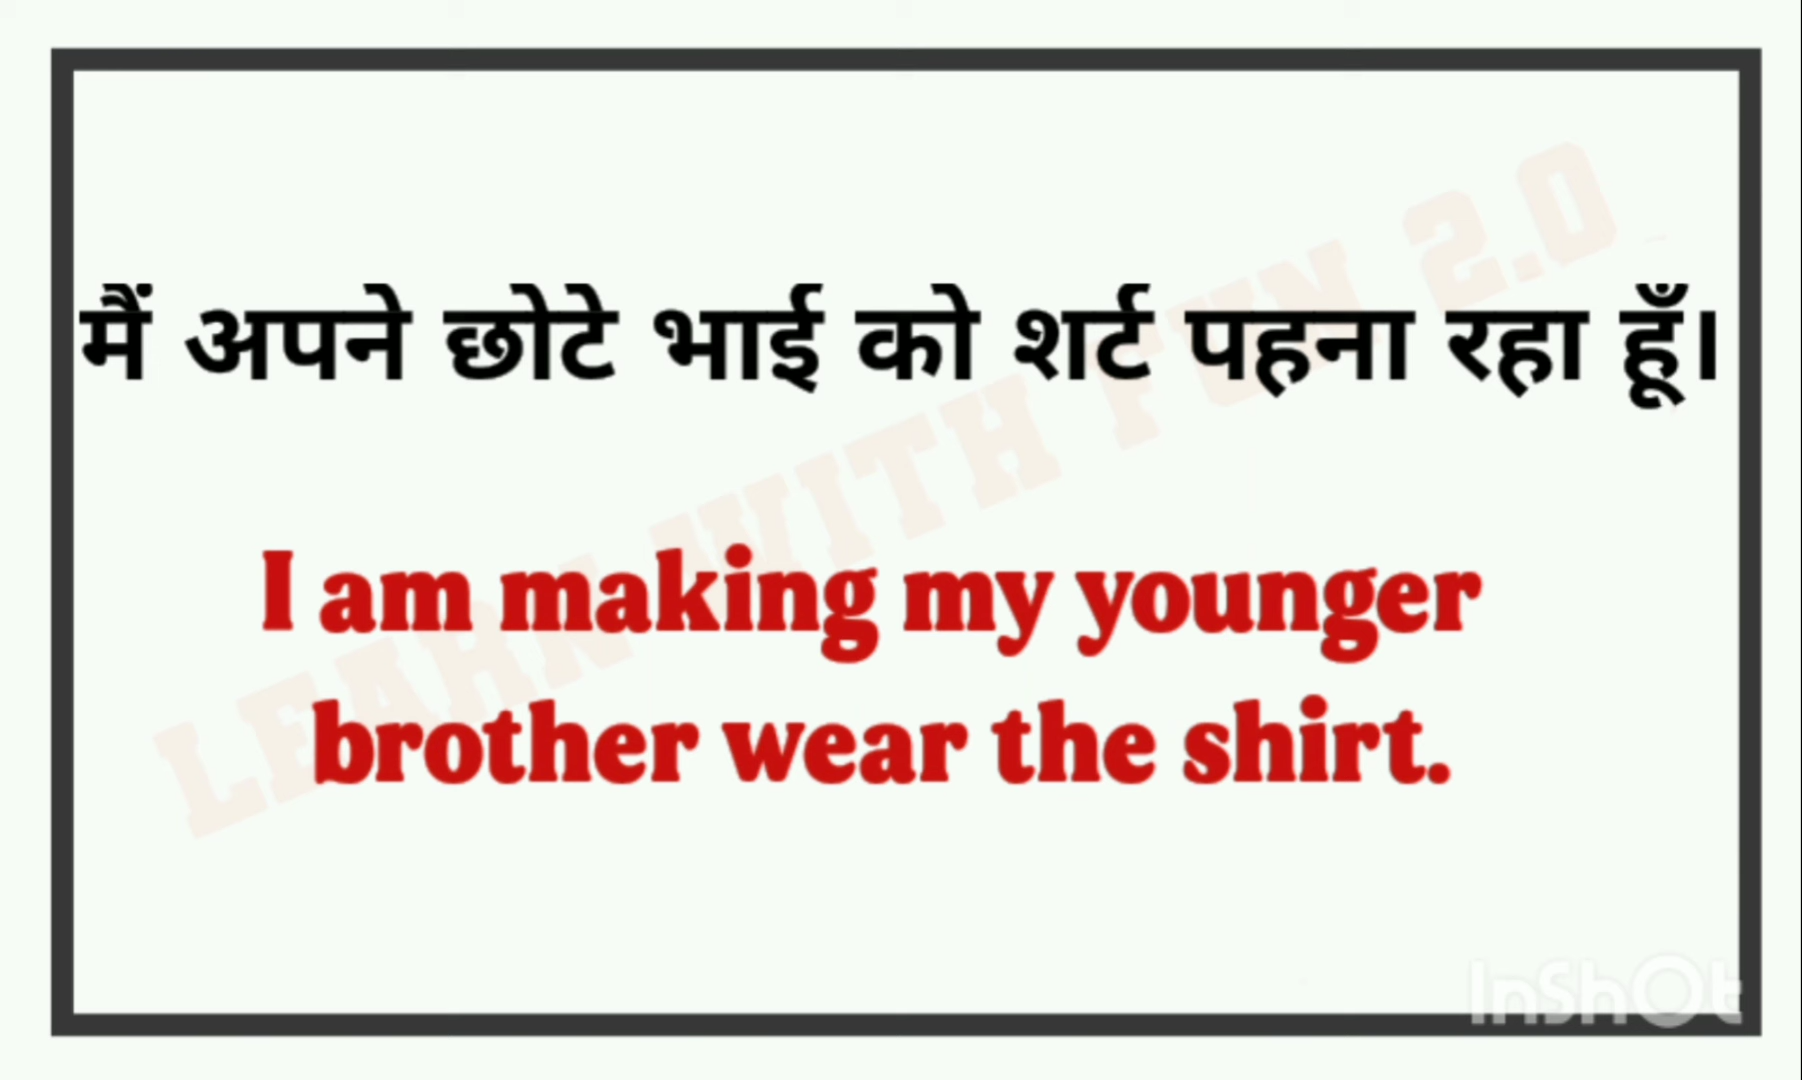 मैं अपने छोटे भाई को शर्ट पहना रहा हूँ।
LEARN WITH FUN 2.0
I am making my younger
brother wear the shirt.
InShOt